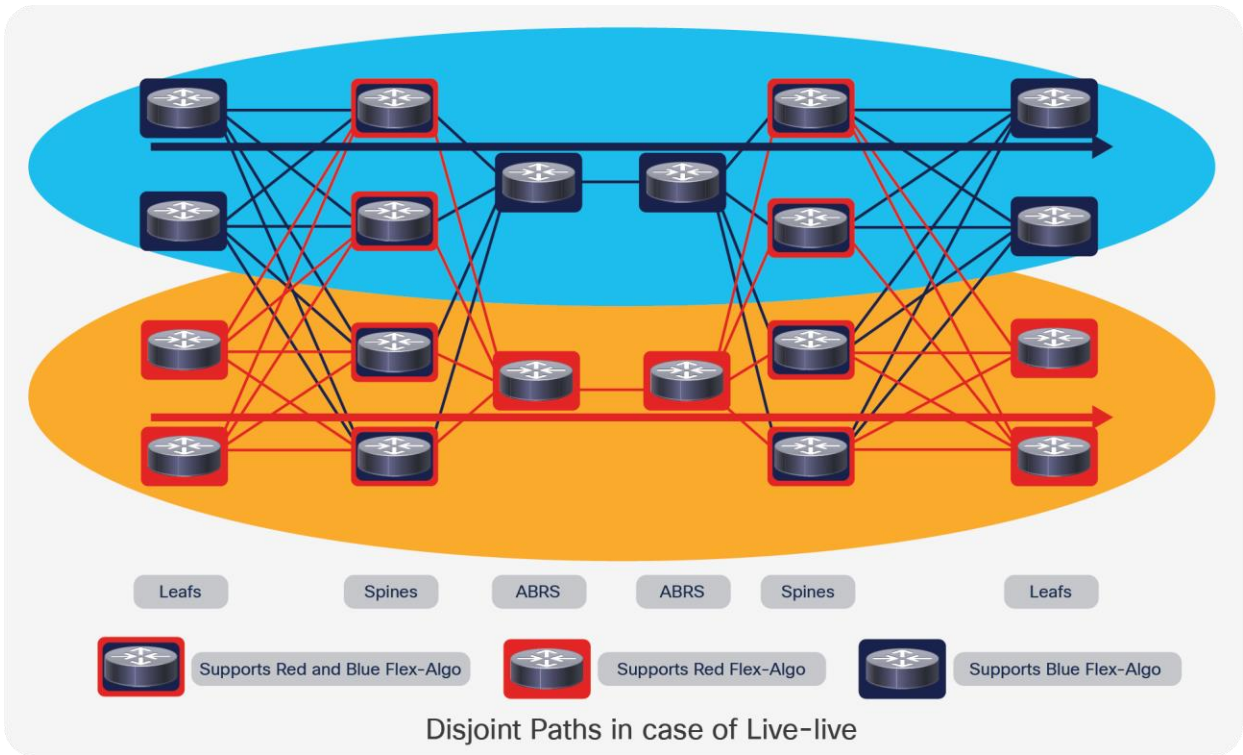 Leafs
Spines
ABRS
ABRS
Spines
Leafs
Supports Red and Blue Flex-Algo
Supports Red Flex-Algo
Supports Blue Flex-Algo
Disjoint Paths in case of Live-live